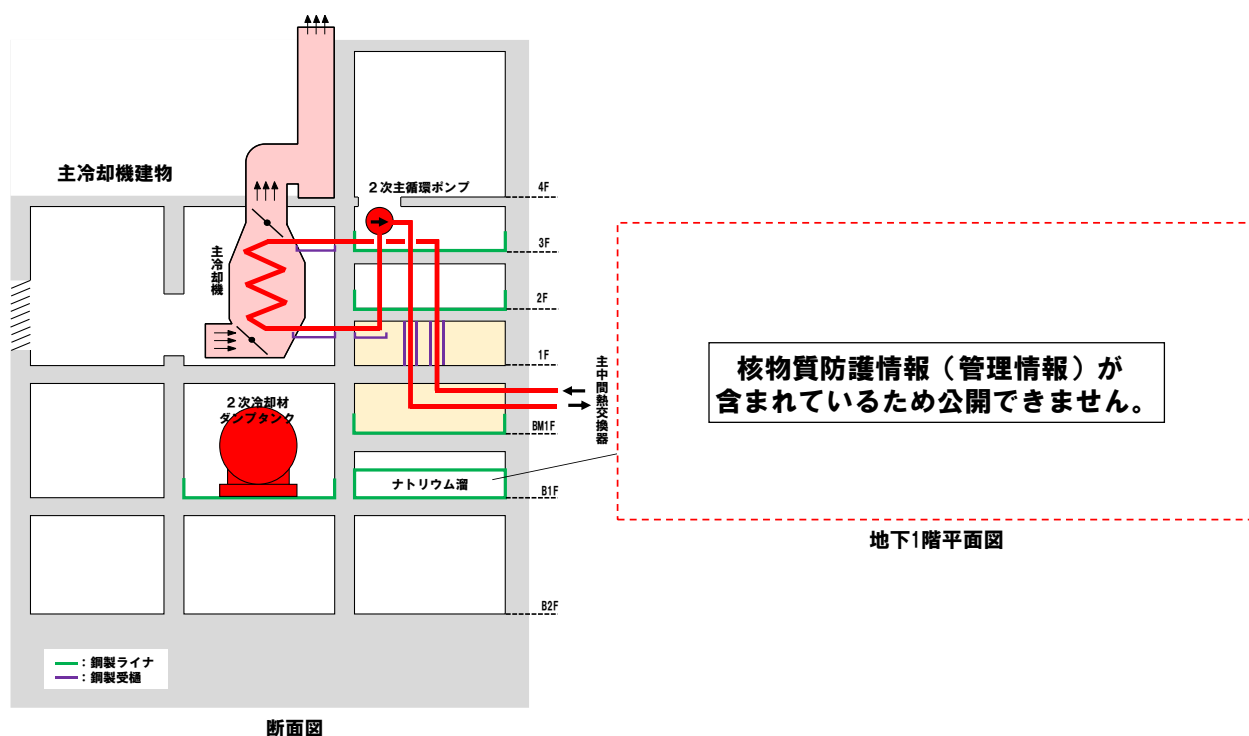 主冷却機建物
２次主循環ポンプ
4F
3F
主冷却機
2F
1F
主中間熱交換器
２次冷却材
ダンプタンク
BM1F
ナトリウム溜
B1F
B2F
核物質防護情報（管理情報）が
含まれているため公開できません。
地下1階平面図
：鋼製ライナ
：鋼製受樋
断面図